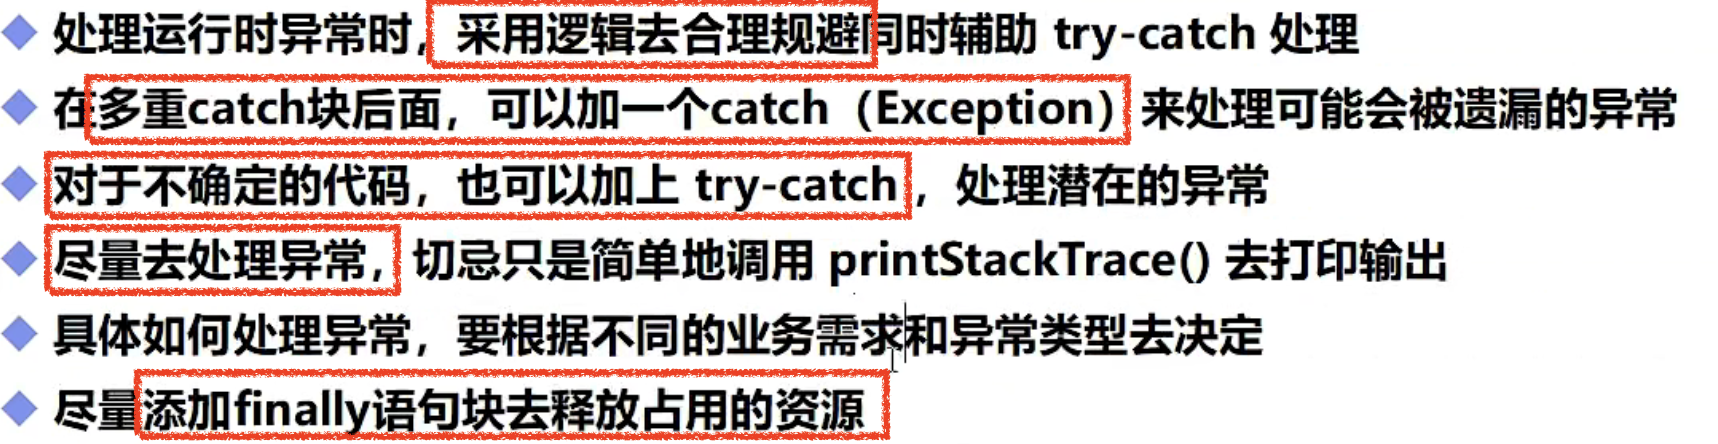 处理运行时异常时，采用逻辑去合理规避同时辅助 try-catch 处理
在多重catch块后面，可以加一个catch（Exception）来处理可能会被遗漏的异常
对于不确定的代码，也可以加上 try-catch，处理潜在的异常
尽量去处理异常，切忌只是简单地调用 printStackTrace() 去打印输出
具体如何处理异常，要根据不同的业务需求和异常类型去决定
尽量添加finally语句块去释放占用的资源